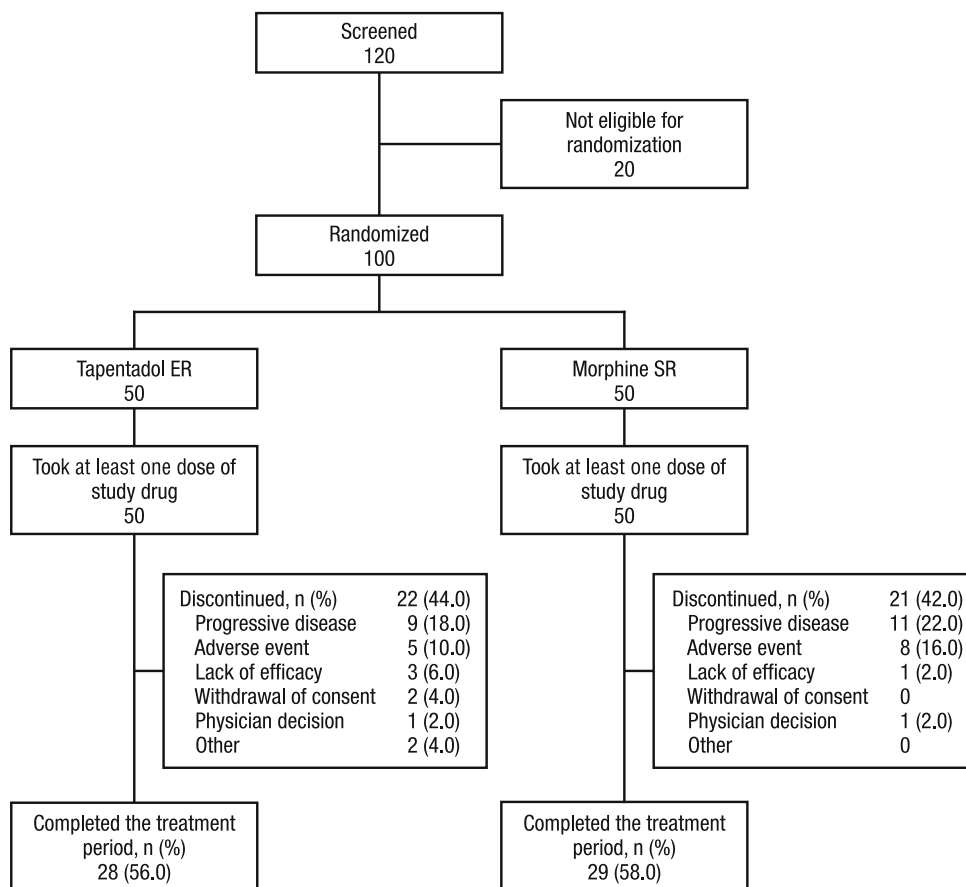 Screened
120
Not eligible for
randomization
20
Randomized
100
Tapentadol ER
50
Morphine SR
50
Took at least one dose of
study drug
50
Took at least one dose of
study drug
50
Discontinued, n (%) 22 (44.0)
Progressive disease 9 (18.0)
Adverse event 5 (10.0)
Lack of efficacy 3 (6.0)
Withdrawal of consent 2 (4.0)
Physician decision 1 (2.0)
Other 2 (4.0)
Discontinued, n (%) 21 (42.0)
Progressive disease 11 (22.0)
Adverse event 8 (16.0)
Lack of efficacy 1 (2.0)
Withdrawal of consent 0
Physician decision 1 (2.0)
Other 0
Completed the treatment
period, n (%)
28 (56.0)
Completed the treatment
period, n (%)
29 (58.0)